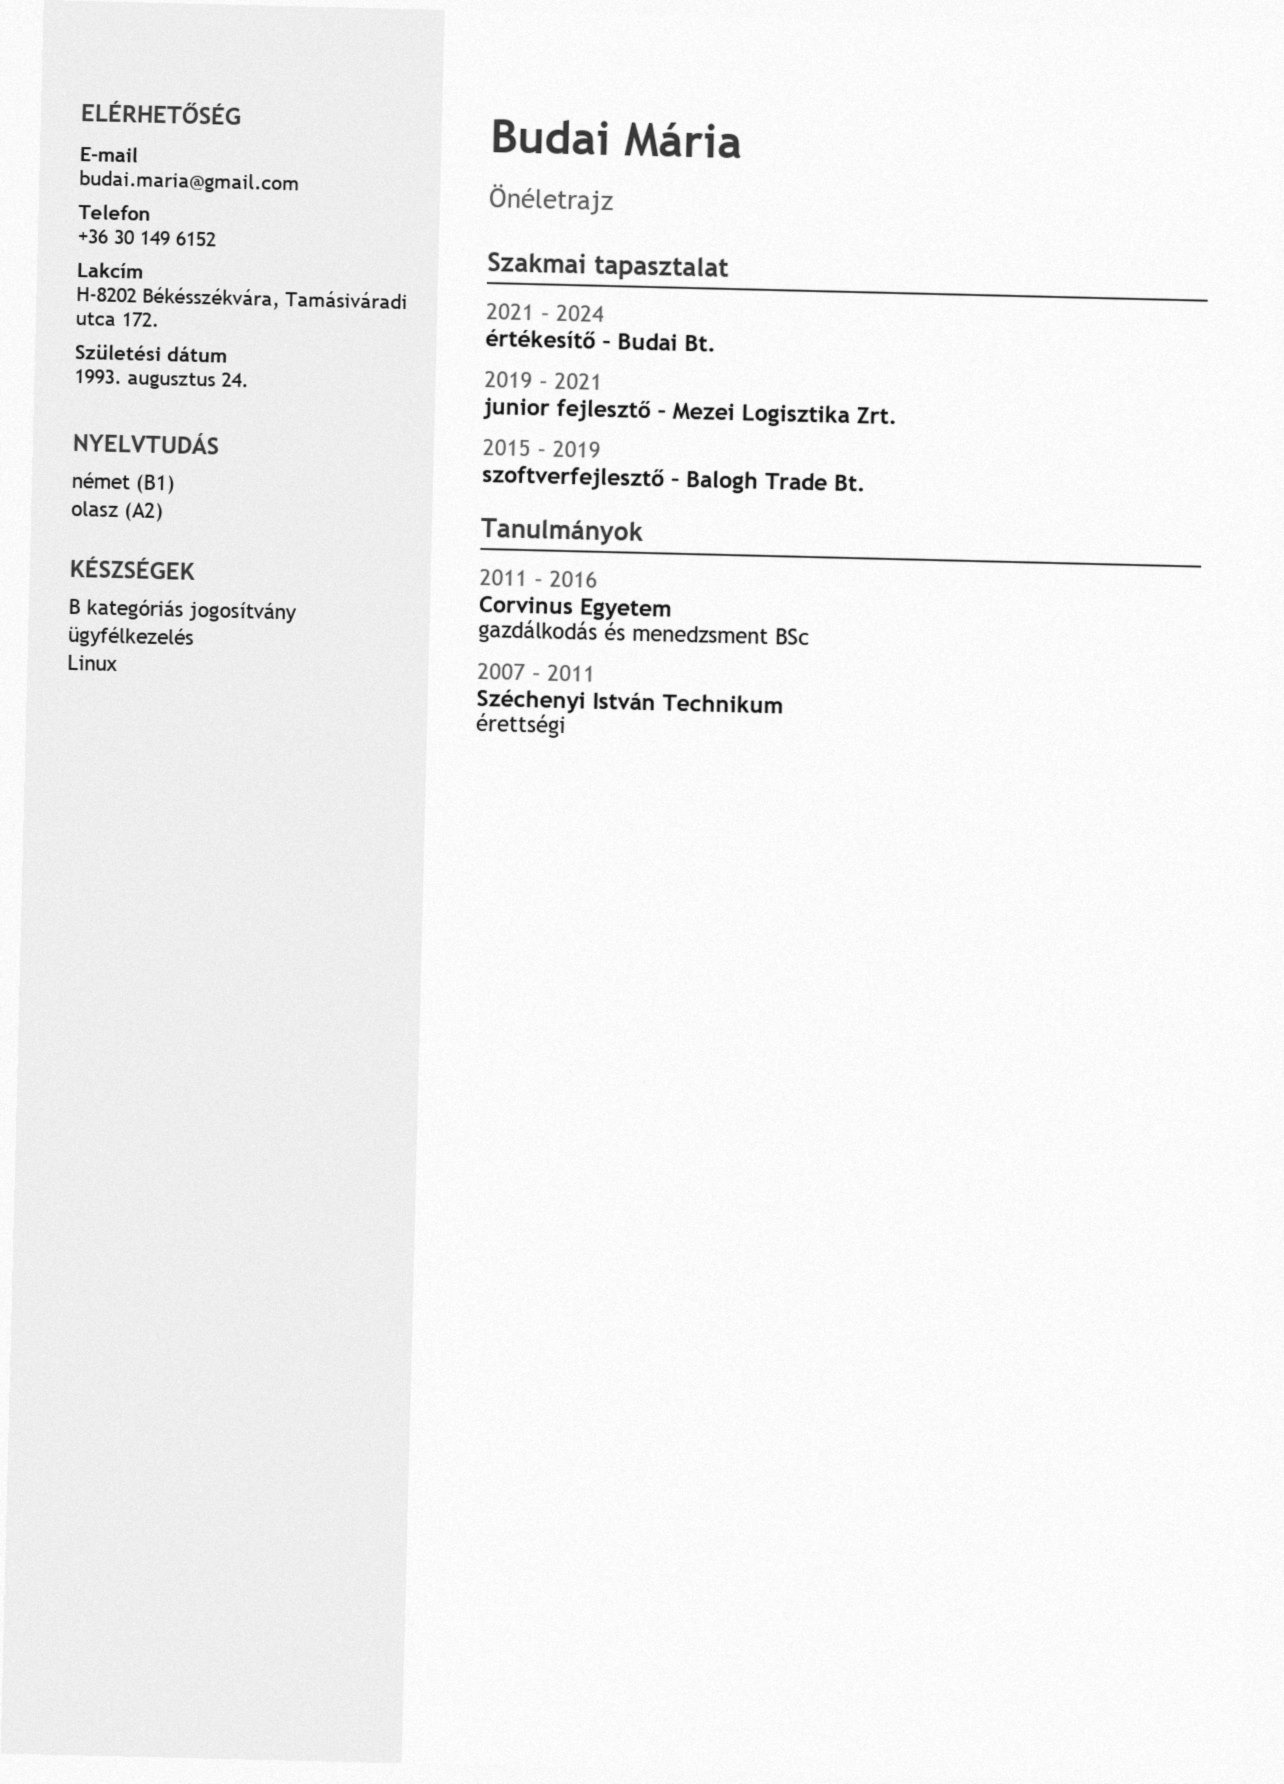 ELÉRHETŐSÉG
E-mail
budai.maria@gmail.com
Telefon
+36 30 149 6152
Lakcím
H-8202 Békésszékvára, Tamásiváradi
utca 172.
Születési dátum
1993. augusztus 24.
NYELVTUDÁS
német (B1)
olasz (A2)
KÉSZSÉGEK
B kategóriás jogosítvány
ügyfélkezelés
Linux
Budai Mária
Önéletrajz
Szakmai tapasztalat
2021 - 2024
értékesítő - Budai Bt.
2019 - 2021
junior fejlesztő - Mezei Logisztika Zrt.
2015 - 2019
szoftverfejlesztő - Balogh Trade Bt.
Tanulmányok
2011 - 2016
Corvinus Egyetem
gazdálkodás és menedzsment BSc
2007 - 2011
Széchenyi István Technikum
érettségi